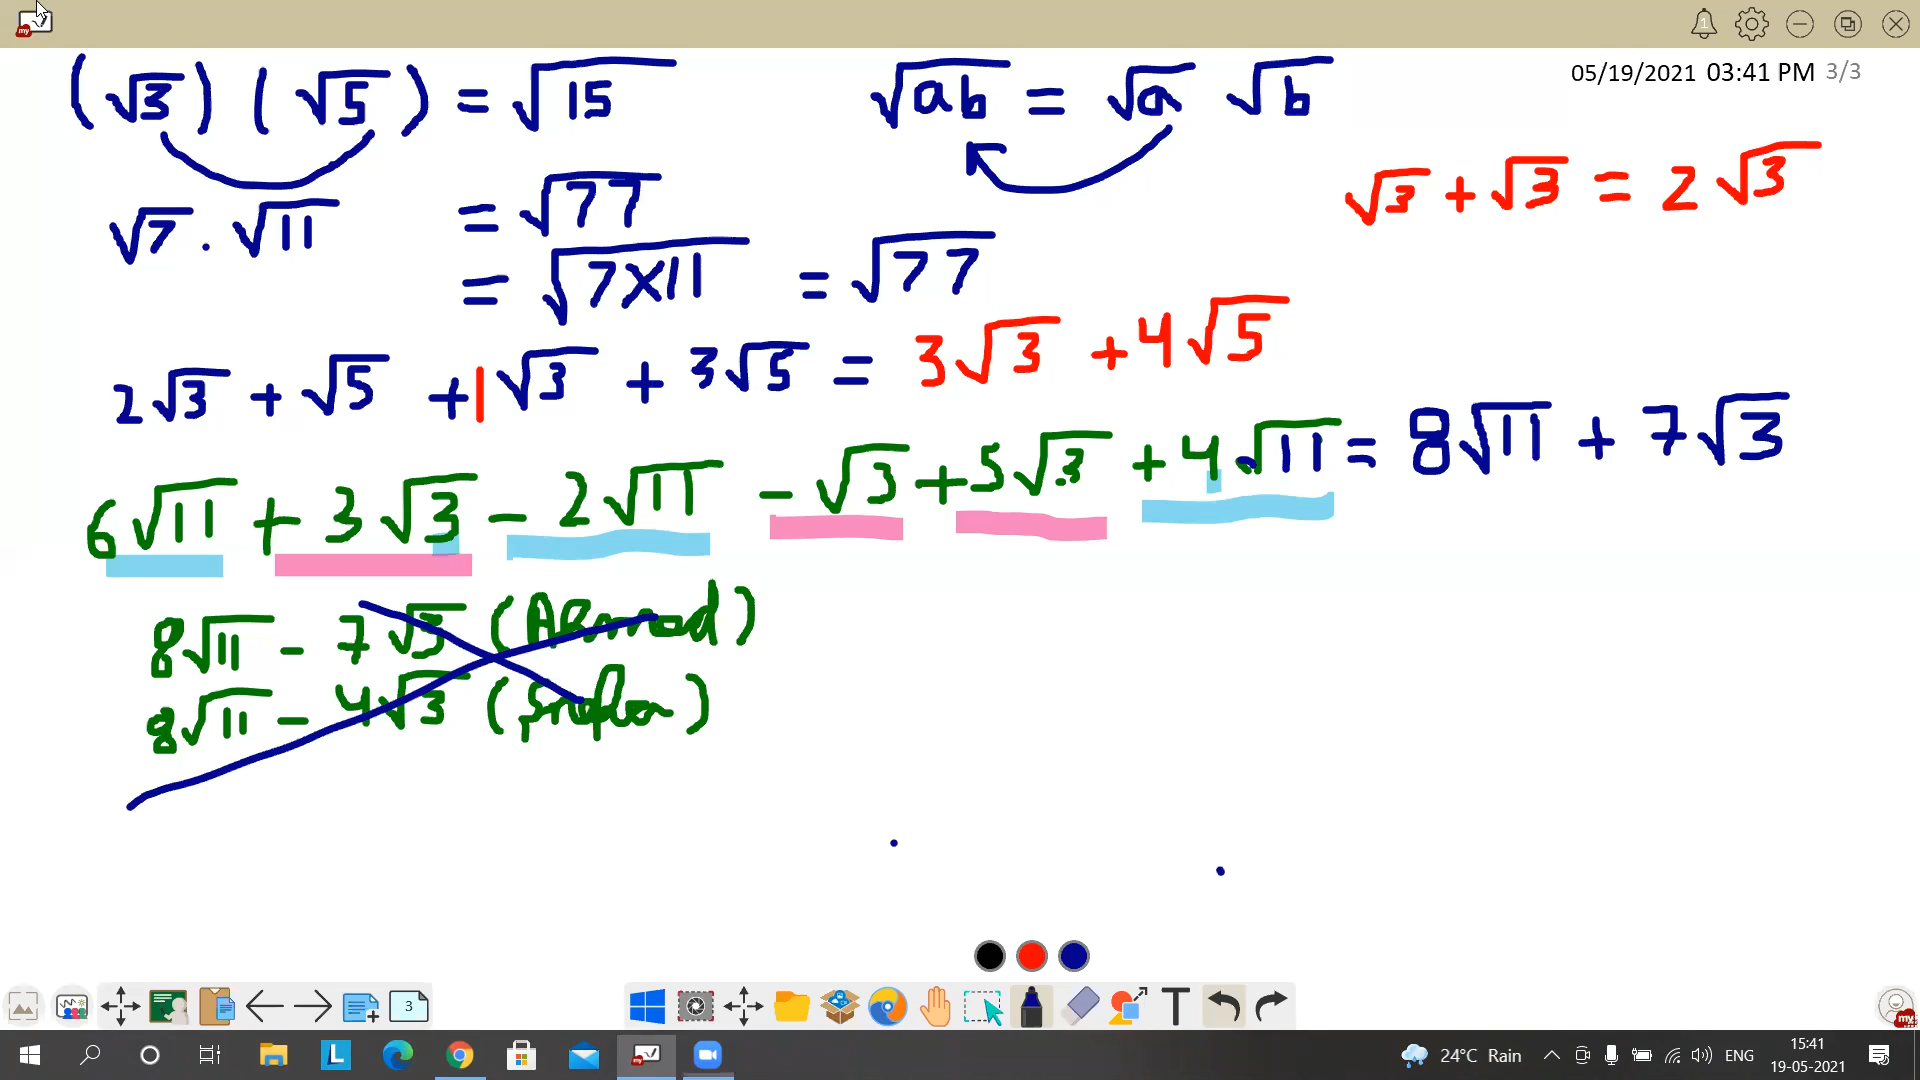 05/19/2021 03:41 PM 3/3
(√3) (√5) = √15
√ab = √a √b
√3 + √3 = 2√3
√7 . √11 = √77
= √7×11 = √77
2√3 + √5 + 1√3 + 3√5 = 3√3 + 4√5
6√11 + 3√3 - 2√11 - √3 + 5√3 + 4√11 = 8√11 + 7√3
8√11 - 7√3 (Ahmad)
8√11 - 4√3
3
T
L
24°C Rain
ENG
15:41
19-05-2021